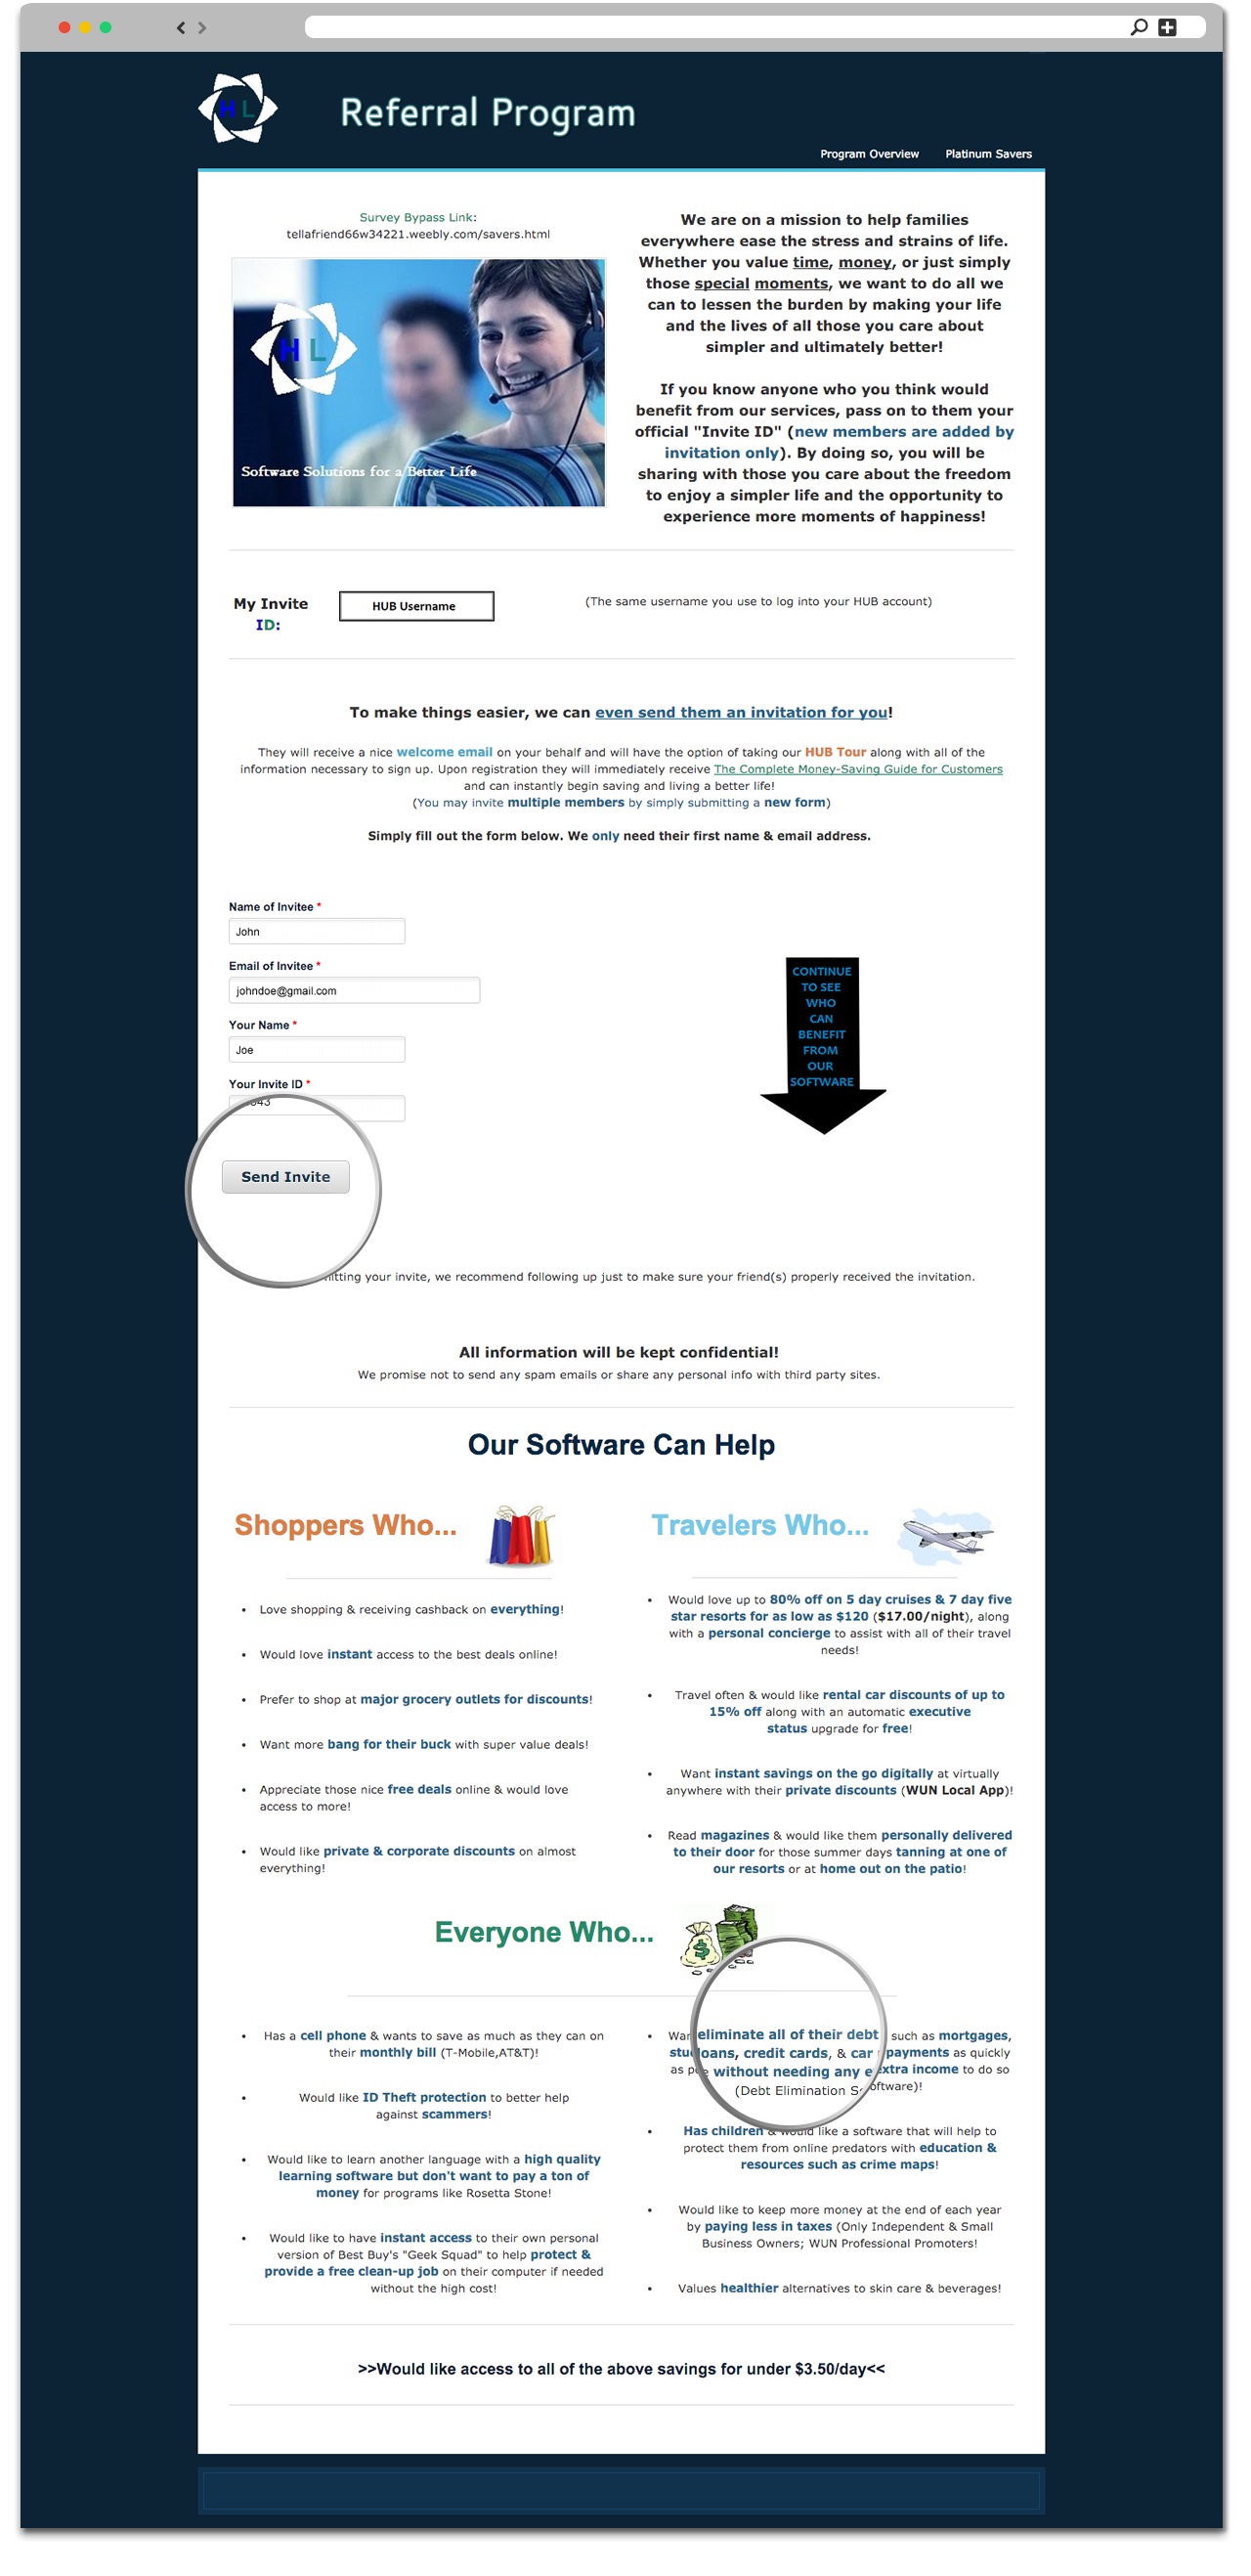 H L
Referral Program
Program Overview Platinum Savers
Survey Bypass Link:
tellafriend66w34221.weebly.com/savers.html
H L
Software Solutions for a Better Life
We are on a mission to help families
everywhere ease the stress and strains of life.
Whether you value time, money, or just simply
those special moments, we want to do all we
can to lessen the burden by making your life
and the lives of all those you care about
simpler and ultimately better!
If you know anyone who you think would
benefit from our services, pass on to them your
official "Invite ID" (new members are added by
invitation only). By doing so, you will be
sharing with those you care about the freedom
to enjoy a simpler life and the opportunity to
experience more moments of happiness!
My Invite
ID:
HUB Username
(The same username you use to log into your HUB account)
To make things easier, we can even send them an invitation for you!
They will receive a nice welcome email on your behalf and will have the option of taking our HUB Tour along with all of the
information necessary to sign up. Upon registration they will immediately receive The Complete Money-Saving Guide for Customers
and can instantly begin saving and living a better life!
(You may invite multiple members by simply submitting a new form)
Simply fill out the form below. We only need their first name & email address.
Name of Invitee *
John
Email of Invitee *
johndoe@gmail.com
Your Name *
Joe
Your Invite ID *
Send Invite
CONTINUE
TO SEE
WHO
CAN
BENEFIT
FROM
OUR
SOFTWARE
your invite, we recommend following up just to make sure your friend(s) properly received the invitation.
All information will be kept confidential!
We promise not to send any spam emails or share any personal info with third party sites.
Our Software Can Help
Shoppers Who...
• Love shopping & receiving cashback on everything!
• Would love instant access to the best deals online!
• Prefer to shop at major grocery outlets for discounts!
• Want more bang for their buck with super value deals!
• Appreciate those nice free deals online & would love
access to more!
• Would like private & corporate discounts on almost
everything!
Travelers Who...
• Would love up to 80% off on 5 day cruises & 7 day five
star resorts for as low as $120 ($17.00/night), along
with a personal concierge to assist with all of their travel
needs!
• Travel often & would like rental car discounts of up to
15% off along with an automatic executive
status upgrade for free!
• Want instant savings on the go digitally at virtually
anywhere with their private discounts (WUN Local App)!
• Read magazines & would like them personally delivered
to their door for those summer days tanning at one of
our resorts or at home out on the patio!
Everyone Who...
$
• Has a cell phone & wants to save as much as they can on
their monthly bill (T-Mobile,AT&T)!
• Would like ID Theft protection to better help
against scammers!
• Would like to learn another language with a high quality
learning software but don't want to pay a ton of
money for programs like Rosetta Stone!
• Would like to have instant access to their own personal
version of Best Buy's "Geek Squad" to help protect &
provide a free clean-up job on their computer if needed
without the high cost!
• eliminate all of their debt such as mortgages,
loans, credit cards, & car payments as quickly
as without needing any extra income to do so
(Debt Elimination Software)!
• Has children & would like a software that will help to
protect them from online predators with education &
resources such as crime maps!
• Would like to keep more money at the end of each year
by paying less in taxes (Only Independent & Small
Business Owners; WUN Professional Promoters!
• Values healthier alternatives to skin care & beverages!
>>Would like access to all of the above savings for under $3.50/day<<